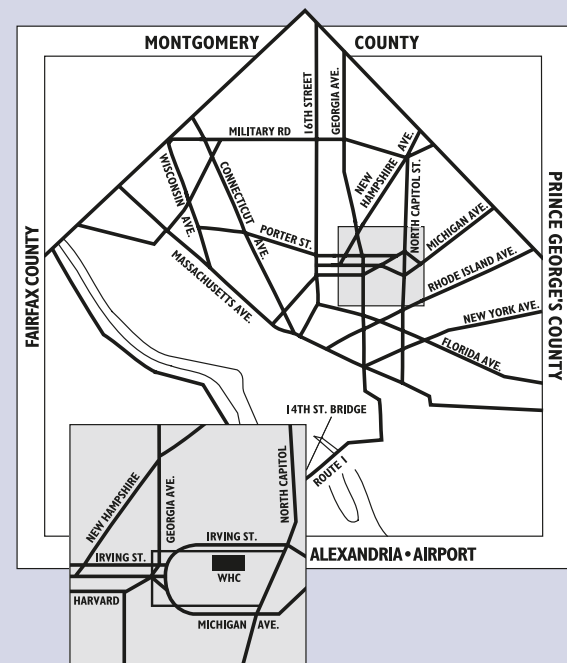 MONTGOMERY COUNTY
16TH STREET
GEORGIA AVE.
MILITARY RD
NEW HAMPSHIRE AVE.
NORTH CAPITOL ST.
WISCONSIN AVE.
CONNECTICUT AVE.
PORTER ST.
MICHIGAN AVE.
MASSACHUSETTS AVE.
RHODE ISLAND AVE.
NEW YORK AVE.
FLORIDA AVE.
FAIRFAX COUNTY
PRINCE GEORGE'S COUNTY
14TH ST. BRIDGE
ROUTE 1
ALEXANDRIA • AIRPORT
NEW HAMPSHIRE
GEORGIA AVE.
NORTH CAPITOL
IRVING ST.
IRVING ST.
WHC
HARVARD
MICHIGAN AVE.